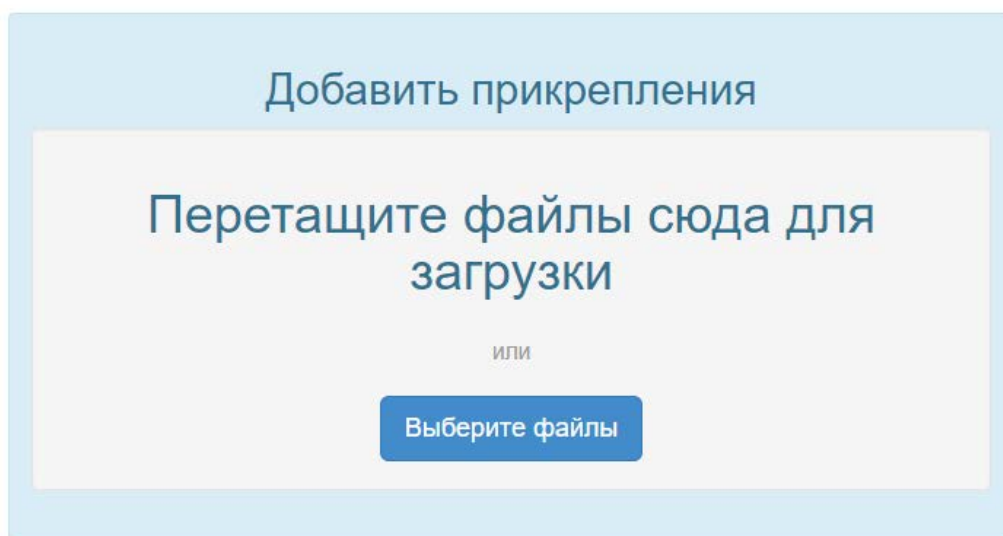 Добавить прикрепления
Перетащите файлы сюда для
загрузки
или
Выберите файлы